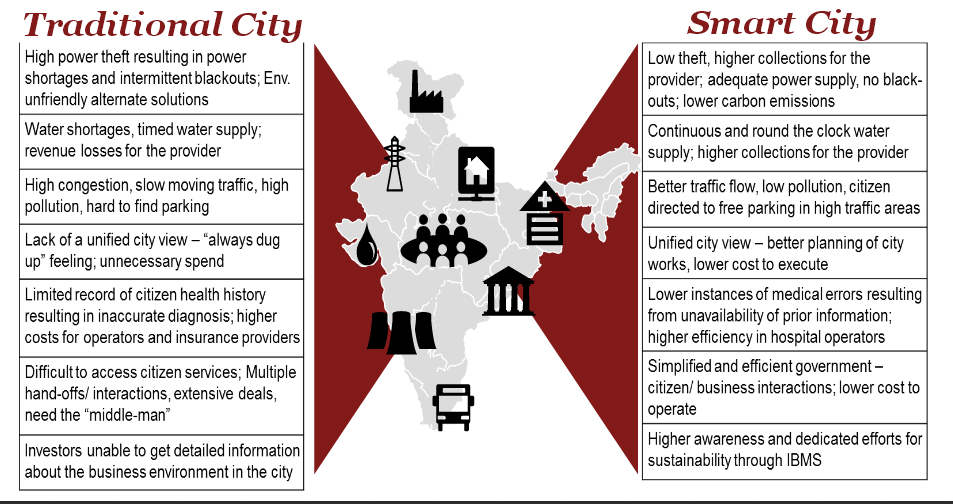 Traditional City
High power theft resulting in power
shortages and intermittent blackouts; Env.
unfriendly alternate solutions
Water shortages, timed water supply;
revenue losses for the provider
High congestion, slow moving traffic, high
pollution, hard to find parking
Lack of a unified city view – “always dug
up” feeling; unnecessary spend
Limited record of citizen health history
resulting in inaccurate diagnosis; higher
costs for operators and insurance providers
Difficult to access citizen services; Multiple
hand-offs/ interactions, extensive deals,
need the “middle-man”
Investors unable to get detailed information
about the business environment in the city
Smart City
Low theft, higher collections for the
provider; adequate power supply, no black-
outs; lower carbon emissions
Continuous and round the clock water
supply; higher collections for the provider
Better traffic flow, low pollution, citizen
directed to free parking in high traffic areas
Unified city view – better planning of city
works, lower cost to execute
Lower instances of medical errors resulting
from unavailability of prior information;
higher efficiency in hospital operators
Simplified and efficient government –
citizen/ business interactions; lower cost to
operate
Higher awareness and dedicated efforts for
sustainability through IBMS